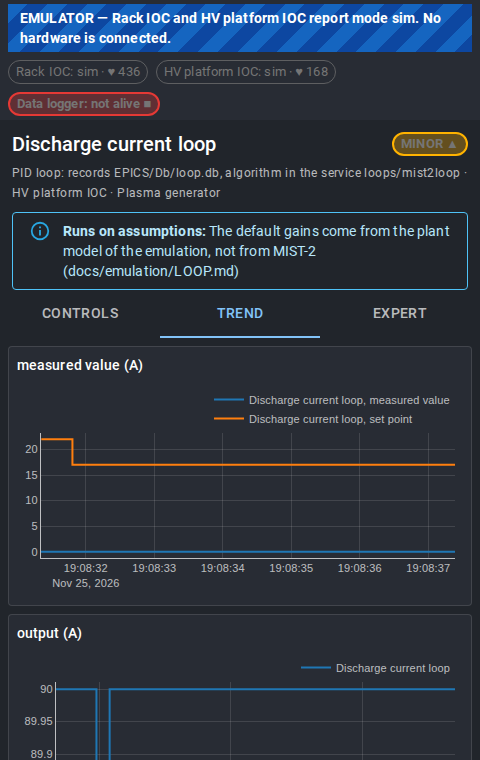 EMULATOR — Rack IOC and HV platform IOC report mode sim. No
hardware is connected.
Rack IOC: sim · ♥ 436
HV platform IOC: sim · ♥ 168
Data logger: not alive ■
Discharge current loop
MINOR ▲
PID loop: records EPICS/Db/loop.db, algorithm in the service loops/mist2loop ·
HV platform IOC · Plasma generator
Runs on assumptions: The default gains come from the plant
model of the emulation, not from MIST-2
(docs/emulation/LOOP.md)
CONTROLS
TREND
EXPERT
measured value (A)
Discharge current loop, measured value
Discharge current loop, set point
20
15
10
5
0
19:08:32
19:08:33
19:08:34
19:08:35
19:08:36
19:08:37
Nov 25, 2026
output (A)
Discharge current loop
90
89.95
89.9